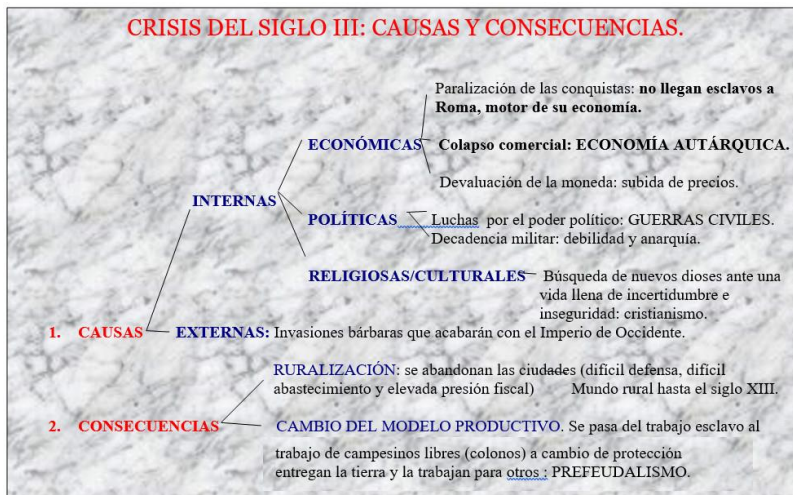 CRISIS DEL SIGLO III: CAUSAS Y CONSECUENCIAS.
Paralización de las conquistas: no llegan esclavos a
Roma, motor de su economía.
ECONÓMICAS
Colapso comercial: ECONOMÍA AUTÁRQUICA.
Devaluación de la moneda: subida de precios.
INTERNAS
POLÍTICAS
Luchas por el poder político: GUERRAS CIVILES.
Decadencia militar: debilidad y anarquía.
RELIGIOSAS/CULTURALES
Búsqueda de nuevos dioses ante una
vida llena de incertidumbre e
inseguridad: cristianismo.
1. CAUSAS
EXTERNAS: Invasiones bárbaras que acabarán con el Imperio de Occidente.
RURALIZACIÓN: se abandonan las ciudades (difícil defensa, difícil
abastecimiento y elevada presión fiscal) Mundo rural hasta el siglo XIII.
2. CONSECUENCIAS
CAMBIO DEL MODELO PRODUCTIVO. Se pasa del trabajo esclavo al
trabajo de campesinos libres (colonos) a cambio de protección
entregan la tierra y la trabajan para otros : PREFEUDALISMO.